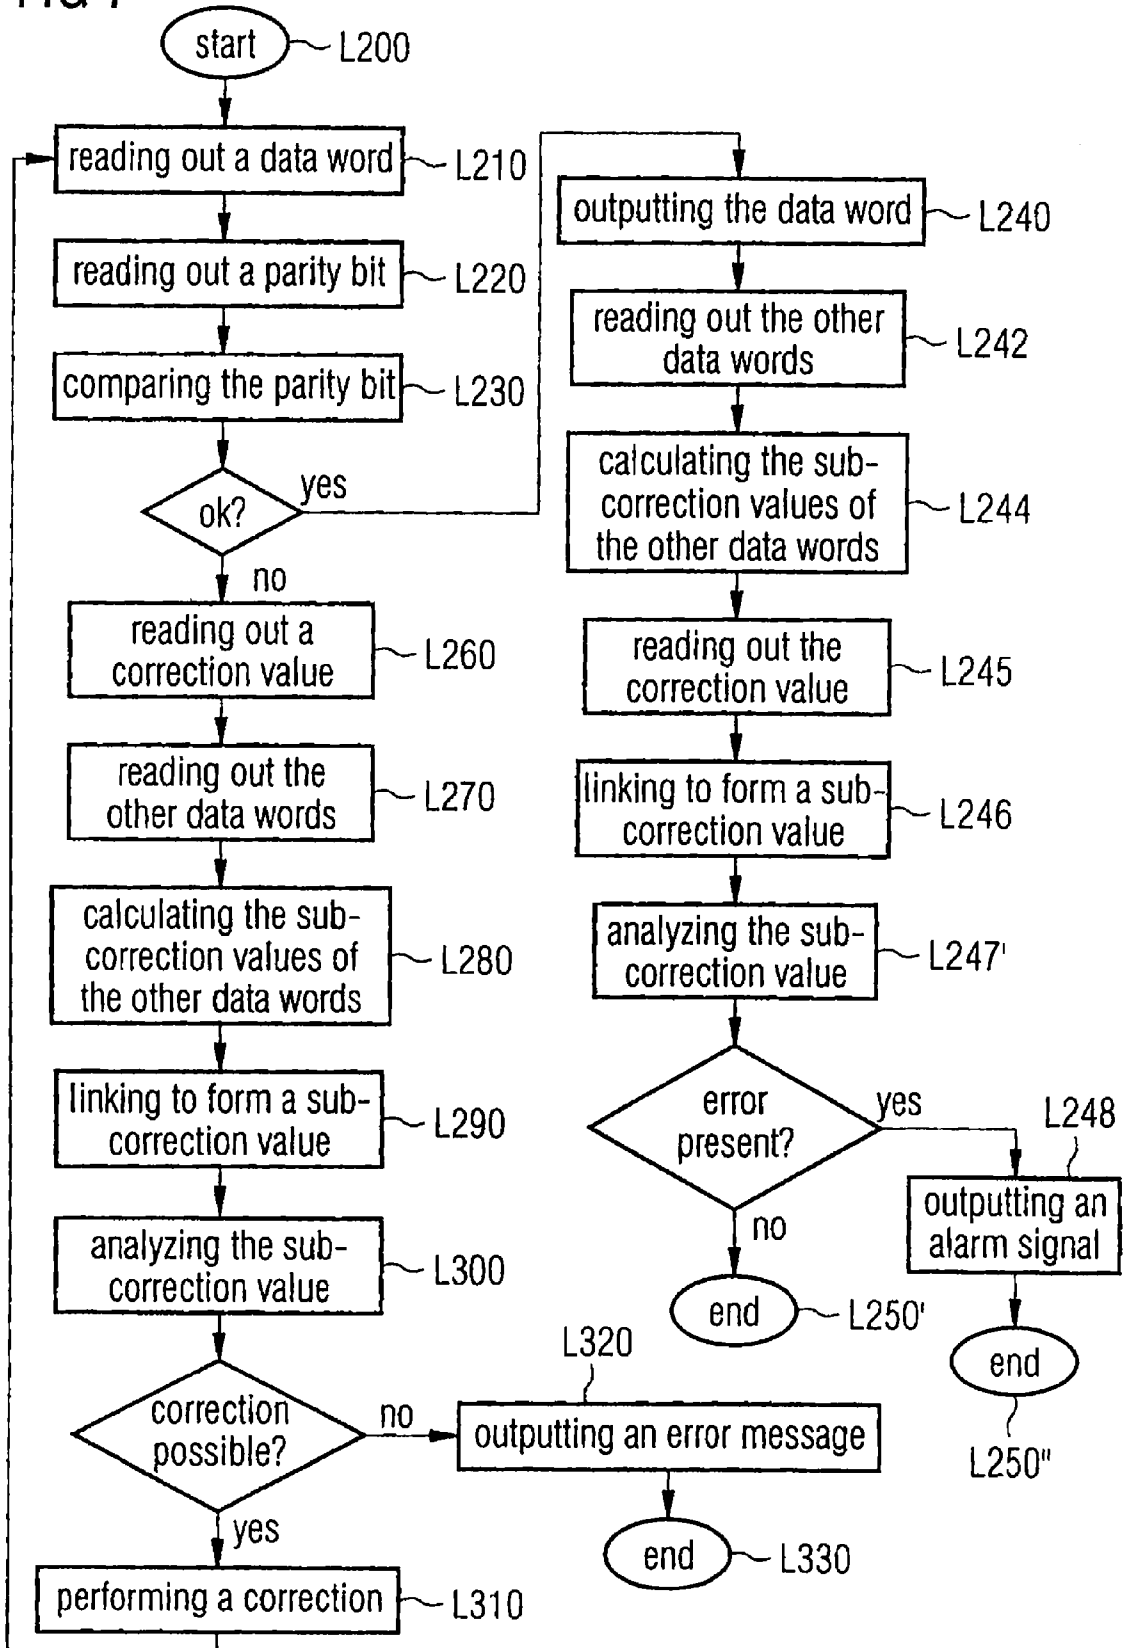 start
L200
reading out a data word
L210
reading out a parity bit
L220
comparing the parity bit
L230
ok?
yes
no
reading out a
correction value
L260
reading out the
other data words
L270
calculating the sub-
correction values of
the other data words
L280
linking to form a sub-
correction value
L290
analyzing the sub-
correction value
L300
correction
possible?
no
yes
performing a correction
L310
L320
outputting an error message
end
L330
outputting the data word
L240
reading out the other
data words
L242
calculating the sub-
correction values of
the other data words
L244
reading out the
correction value
L245
linking to form a sub-
correction value
L246
analyzing the sub-
correction value
L247'
error
present?
yes
no
end
L250'
L248
outputting an
alarm signal
end
L250"